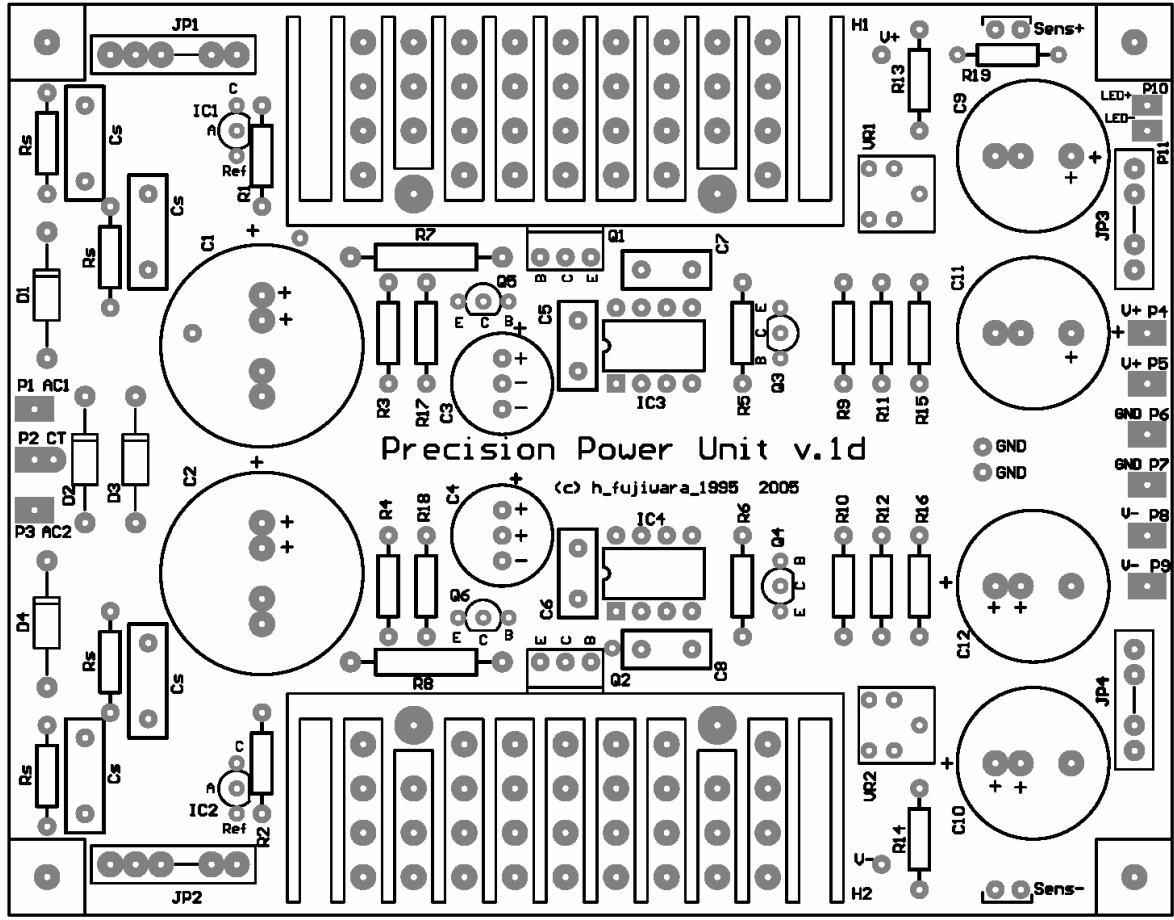 JP1
H1
V+
Sens+
R13
R19
C
IC1
A
Ref
R1
Rs
Cs
Rs
Cs
VR1
C9
LED+
P10
LED-
P11
+
+
JP3
D1
C1
+
+
+
R7
Q1
B C E
C7
Q5
E C B
C5
R3
R17
C3
+
+
-
-
IC3
R5
E
C
B
Q3
R9
R11
R15
C11
+
+
V+ P4
V+ P5
GND P6
GND P7
V- P8
V- P9
P1 AC1
P2 CT
P3 AC2
D2
D3
Precision Power Unit v.1d
(c) h_fujiwara_1995 2005
GND
GND
C2
+
+
+
R4
R18
C4
+
+
+
-
IC4
R6
Q4
B
C
E
R10
R12
R16
C6
Q6
E C B
E C B
Q2
C8
R8
+
+ +
C12
D4
Rs
Cs
Rs
Cs
C
A
IC2
Ref
R2
JP2
H2
VR2
R14
V-
+
+ +
C10
JP4
Sens-